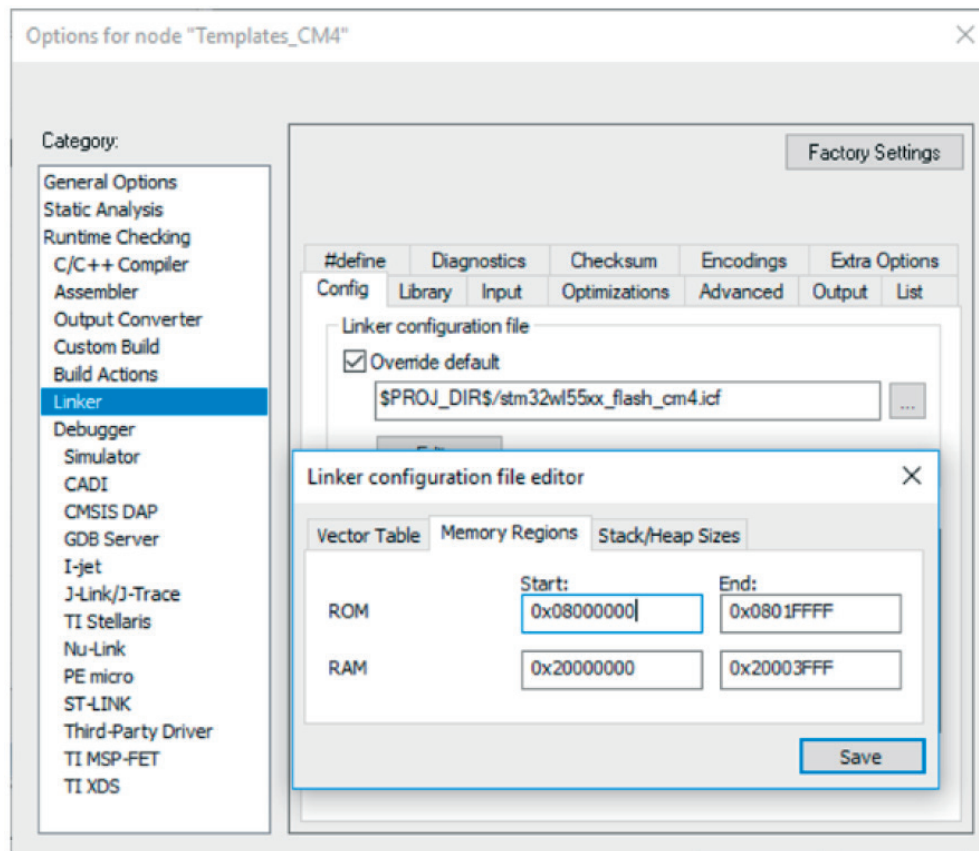 Options for node "Templates_CM4"
Category:
General Options
Static Analysis
Runtime Checking
C/C++ Compiler
Assembler
Output Converter
Custom Build
Build Actions
Linker
Debugger
Simulator
CADI
CMSIS DAP
GDB Server
I-jet
J-Link/J-Trace
TI Stellaris
Nu-Link
PE micro
ST-LINK
Third-Party Driver
TI MSP-FET
TI XDS
Factory Settings
#define Diagnostics Checksum Encodings Extra Options
Config Library Input Optimizations Advanced Output List
Linker configuration file
Override default
$PROJ_DIR$/stm32wl55xx_flash_cm4.icf
...
Linker configuration file editor
Vector Table Memory Regions Stack/Heap Sizes
Start: End:
ROM 0x08000000 0x0801FFFF
RAM 0x20000000 0x20003FFF
Save